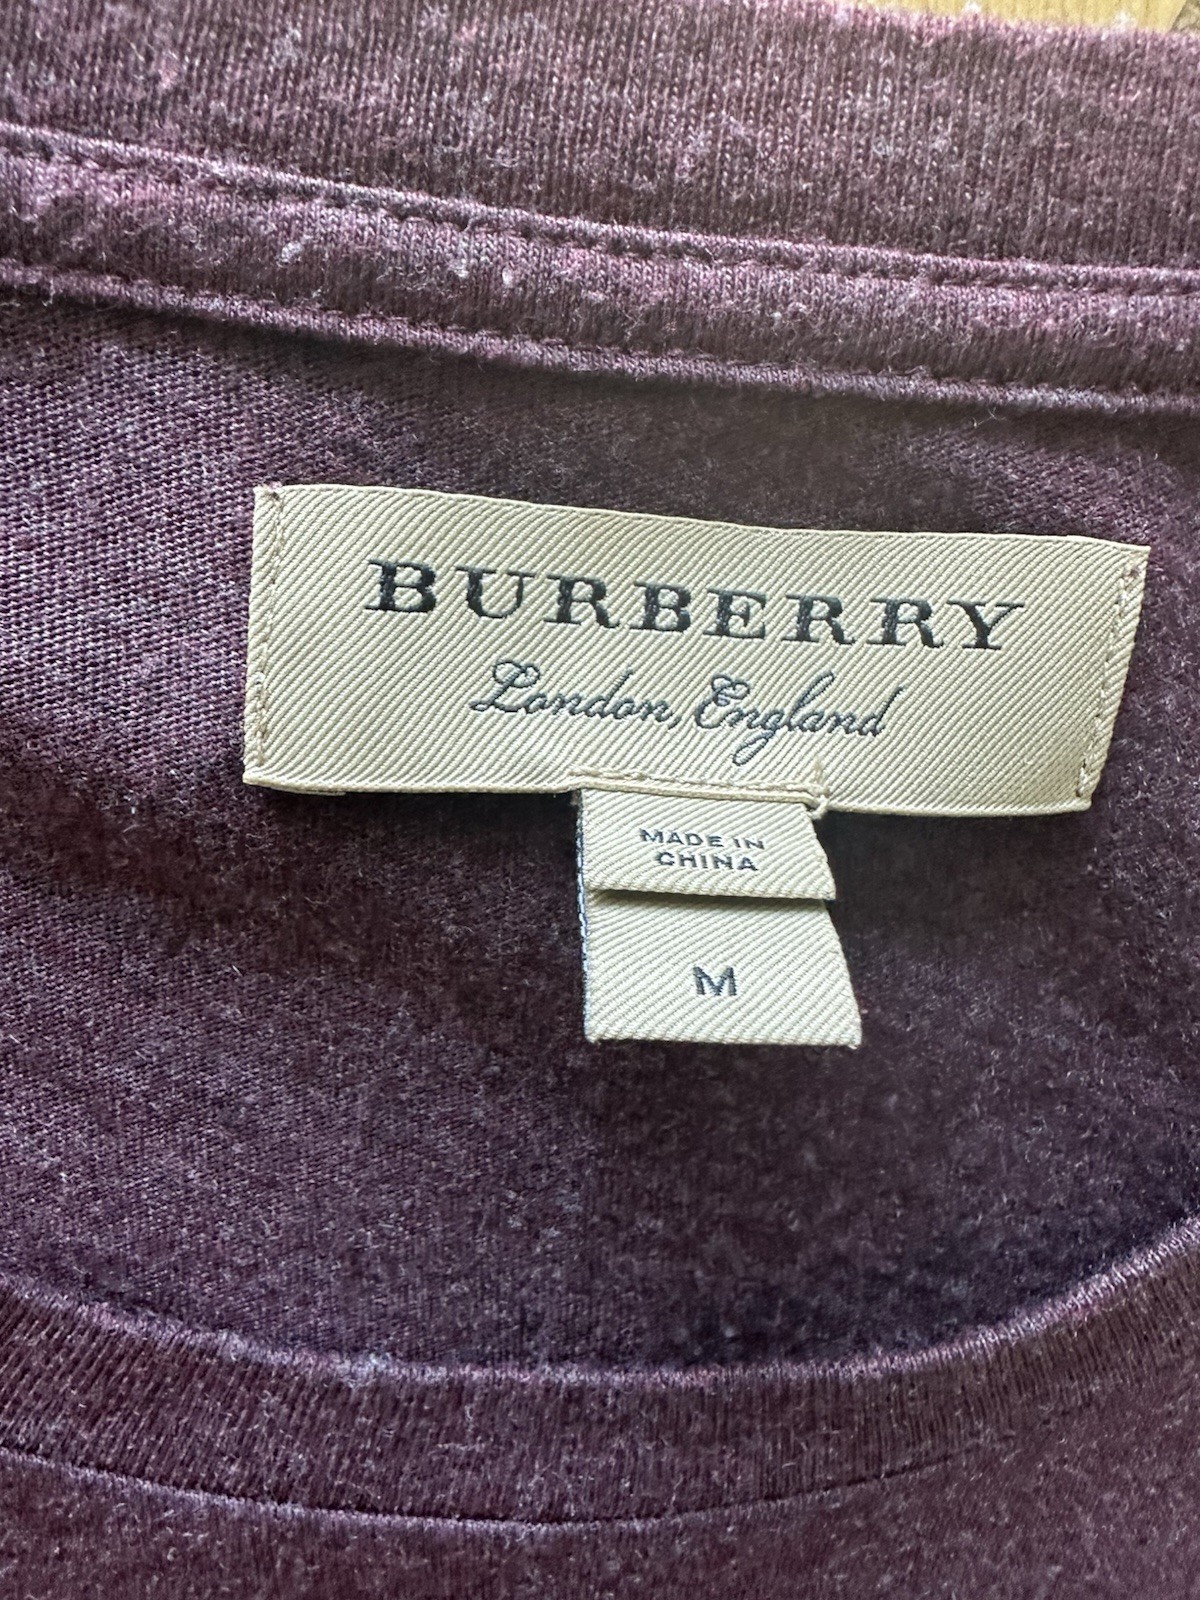 BURBERRY
London, England
MADE IN
CHINA
M